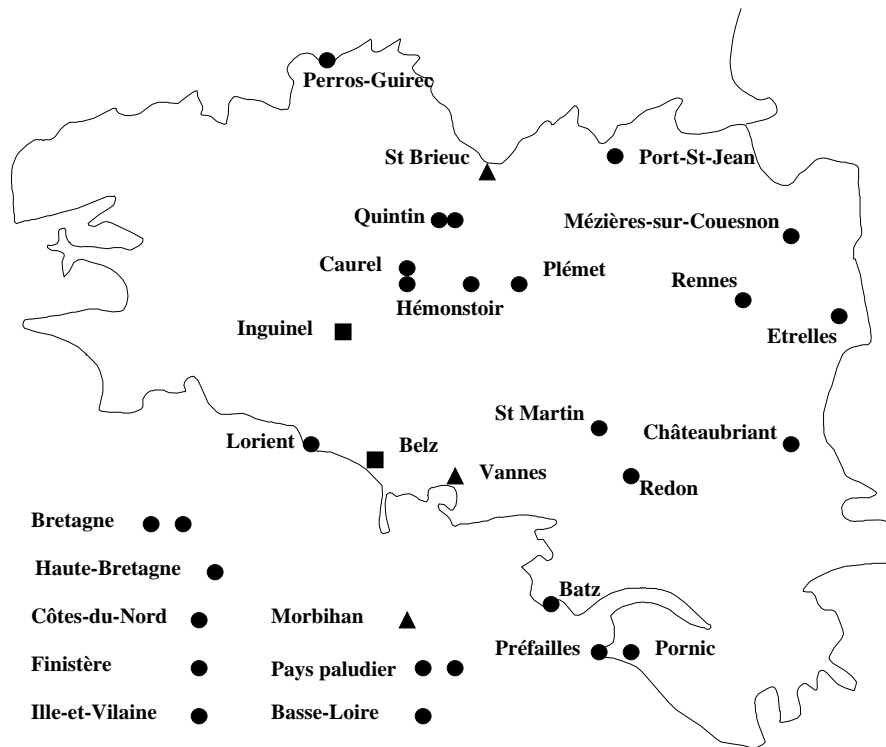 Perros-Guirec
St Brieuc
Port-St-Jean
Quintin
Mézières-sur-Couesnon
Caurel
Plémet
Rennes
Hémonstoir
Inguinel
Etrelles
St Martin
Lorient
Belz
Châteaubriant
Vannes
Redon
Bretagne
Haute-Bretagne
Batz
Côtes-du-Nord
Morbihan
Préfailles
Pornic
Finistère
Pays paludier
Ille-et-Vilaine
Basse-Loire